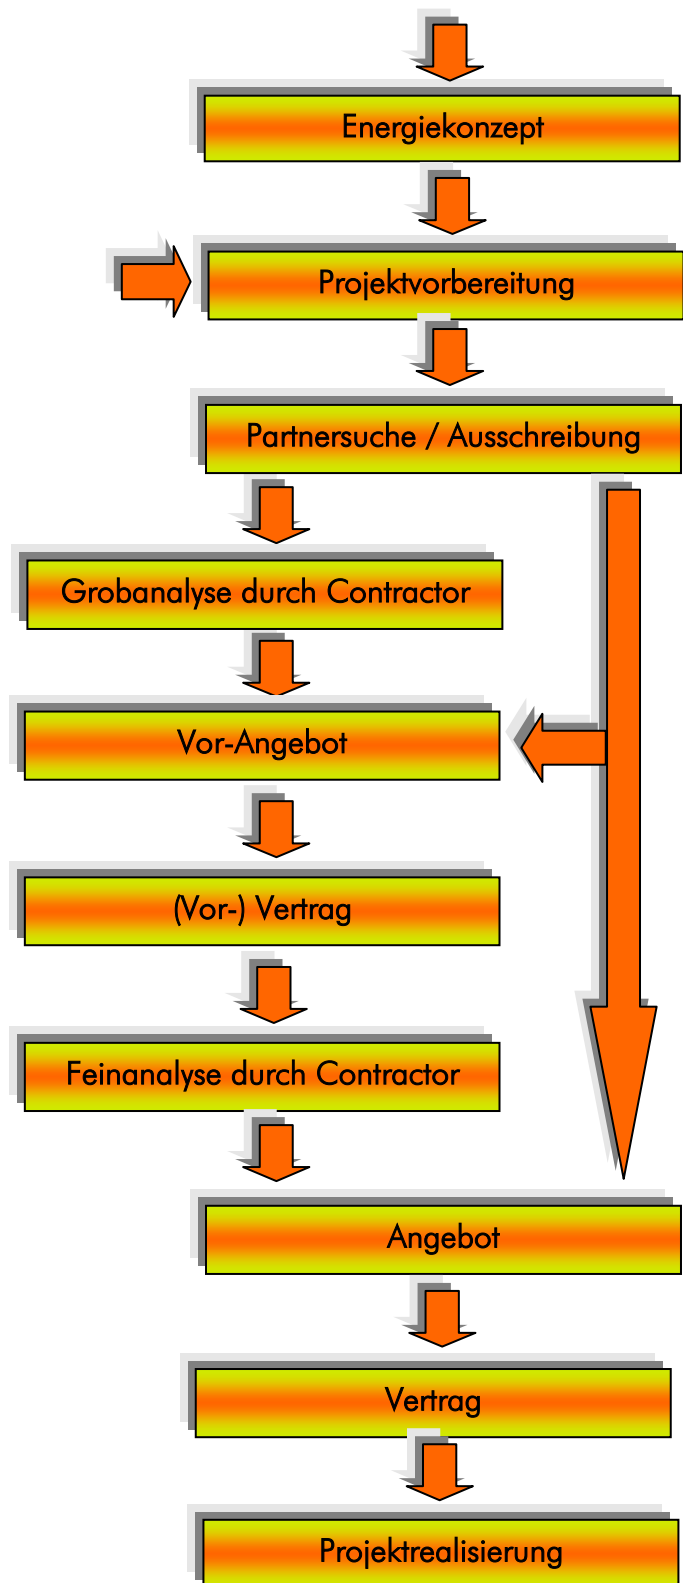 Energiekonzept
Projektvorbereitung
Partnersuche / Ausschreibung
Grobanalyse durch Contractor
Vor-Angebot
(Vor-) Vertrag
Feinanalyse durch Contractor
Angebot
Vertrag
Projektrealisierung